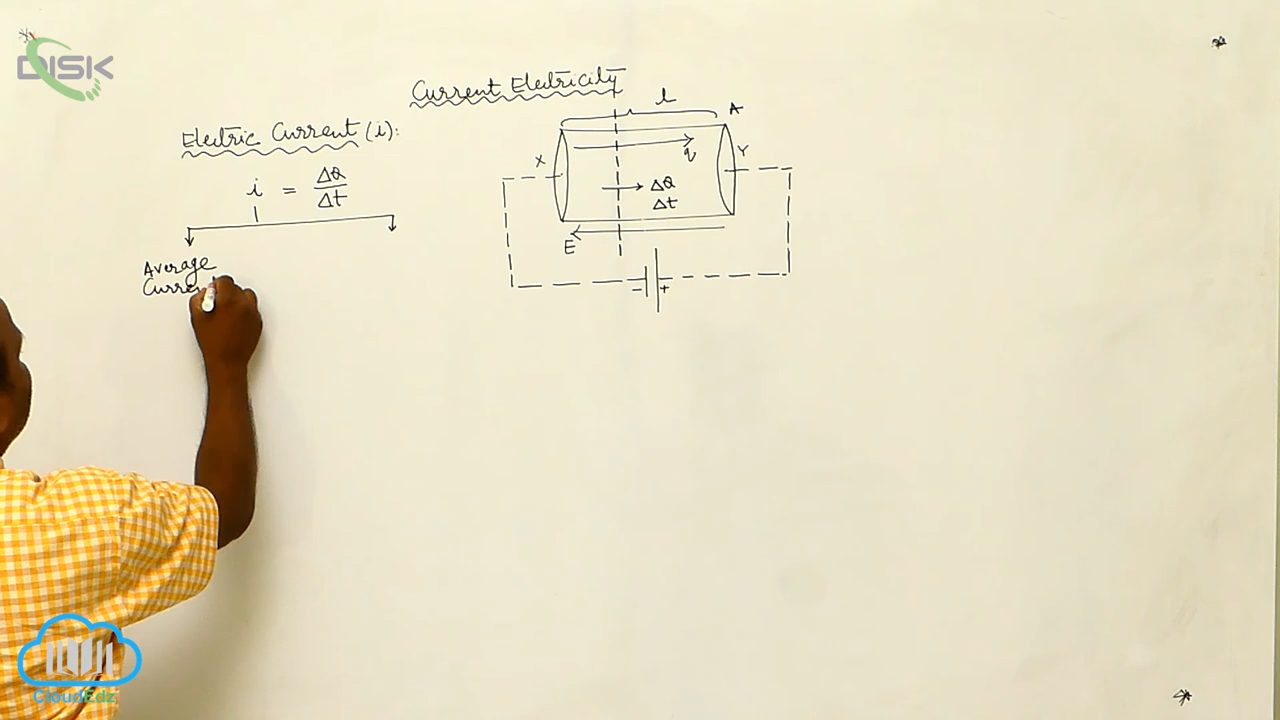 DISK
Current Electricity
Electric Current (i):
i = ΔQ
Δt
Average
l
A
X
Y
q
ΔQ
Δt
E
- +
CloudEdz